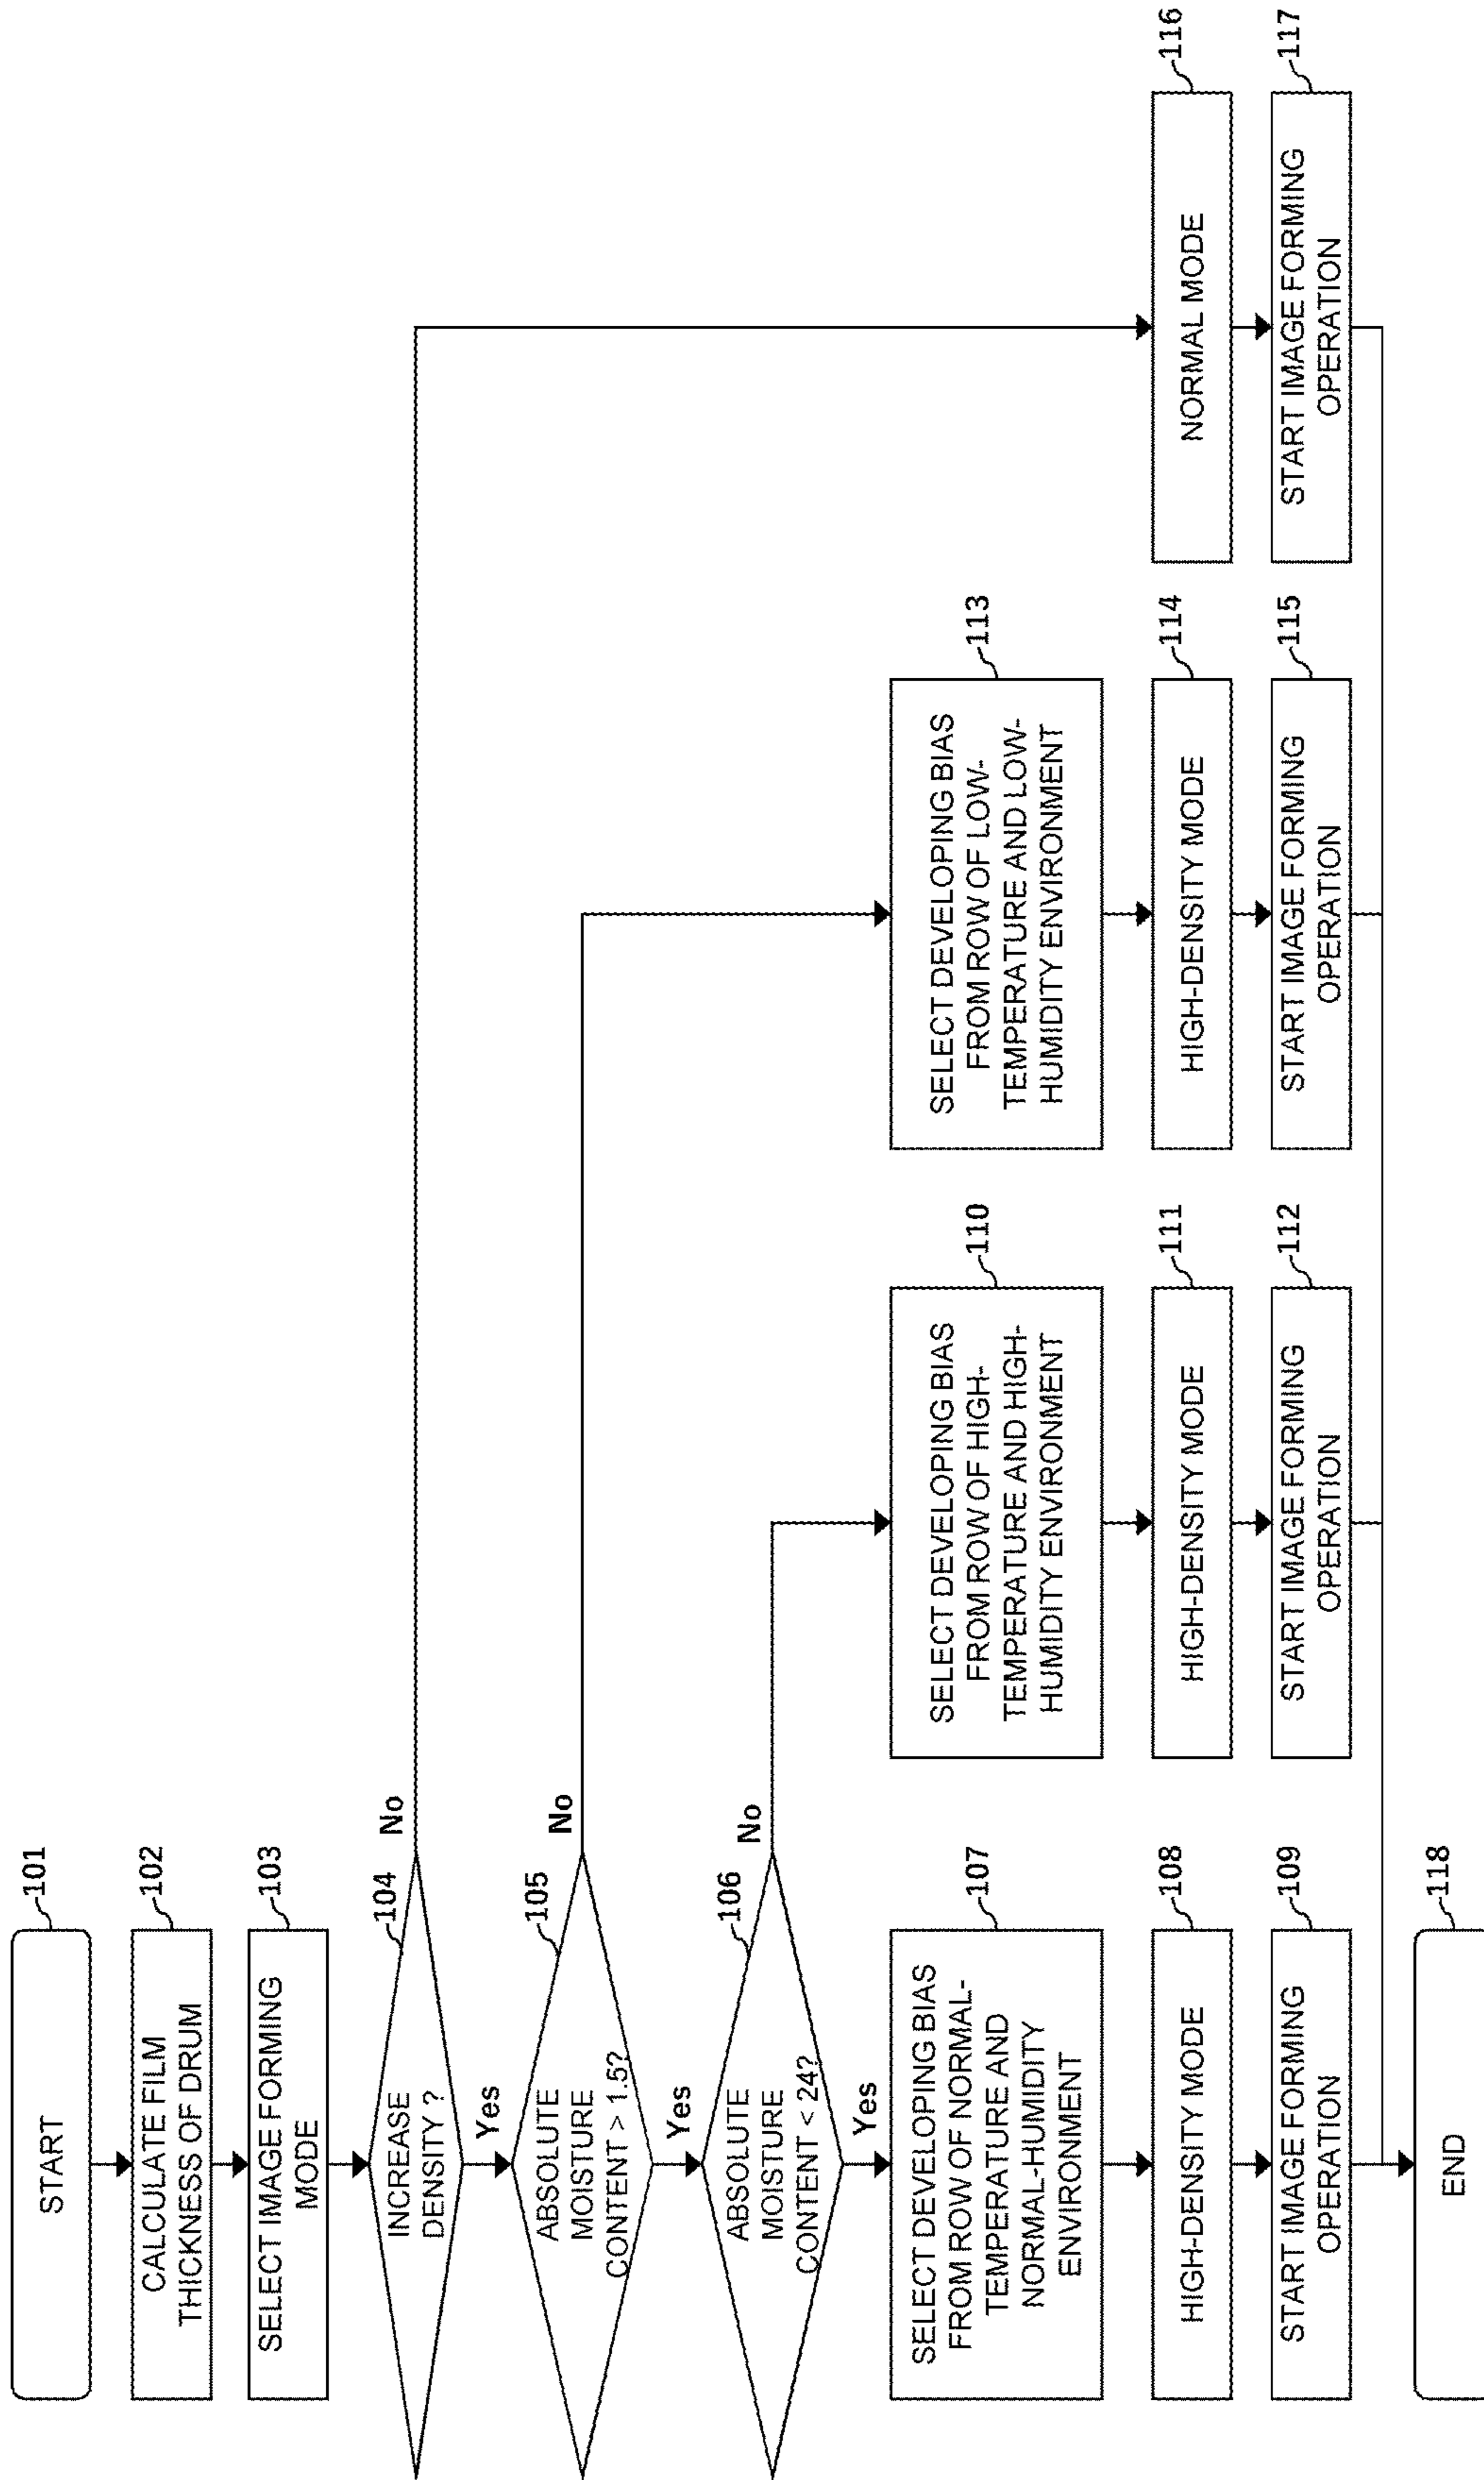 START
101
CALCULATE FILM
THICKNESS OF DRUM
102
SELECT IMAGE FORMING
MODE
103
INCREASE
DENSITY ?
104
No
Yes
ABSOLUTE
MOISTURE
CONTENT > 1.5?
105
No
Yes
ABSOLUTE
MOISTURE
CONTENT < 24?
106
No
Yes
SELECT DEVELOPING BIAS
FROM ROW OF NORMAL-
TEMPERATURE AND
NORMAL-HUMIDITY
ENVIRONMENT
107
HIGH-DENSITY MODE
108
START IMAGE FORMING
OPERATION
109
SELECT DEVELOPING BIAS
FROM ROW OF HIGH-
TEMPERATURE AND HIGH-
HUMIDITY ENVIRONMENT
110
HIGH-DENSITY MODE
111
START IMAGE FORMING
OPERATION
112
SELECT DEVELOPING BIAS
FROM ROW OF LOW-
TEMPERATURE AND LOW-
HUMIDITY ENVIRONMENT
113
HIGH-DENSITY MODE
114
START IMAGE FORMING
OPERATION
115
NORMAL MODE
116
START IMAGE FORMING
OPERATION
117
END
118